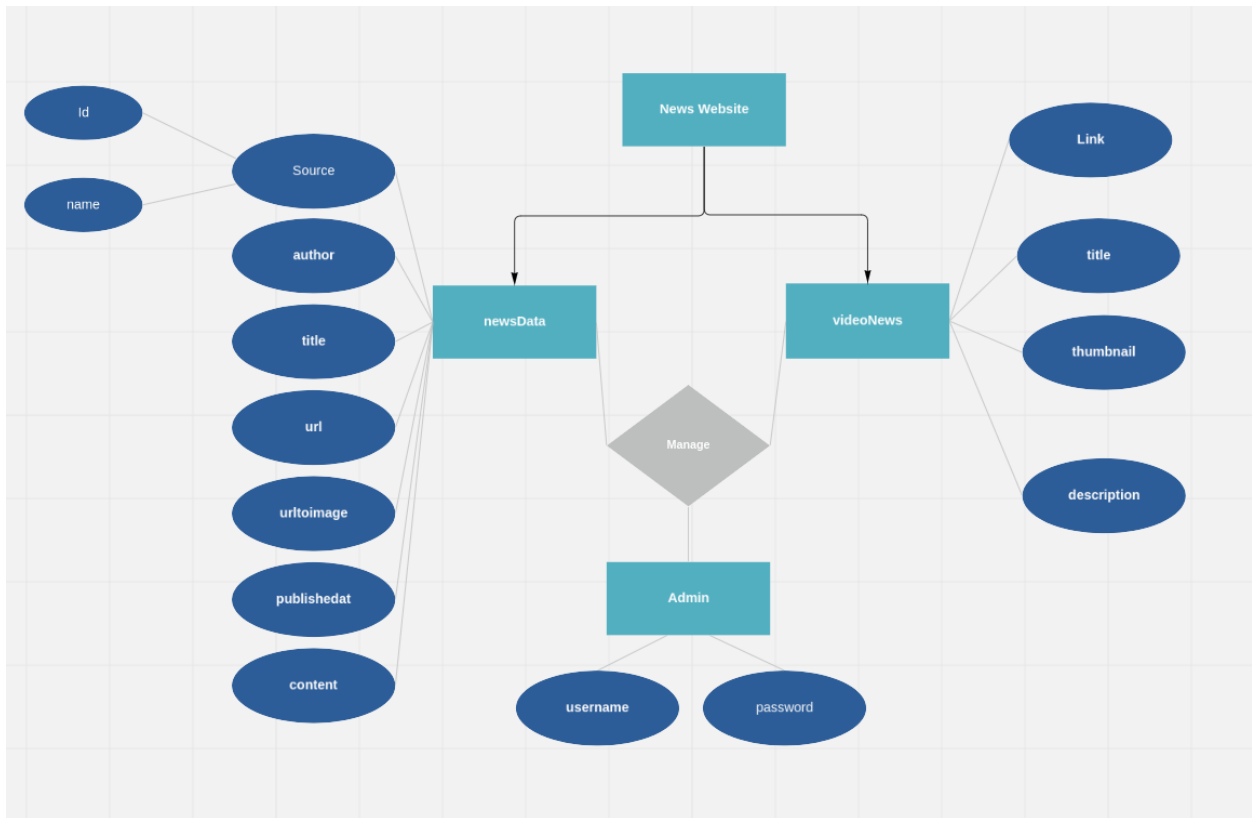 News Website
Id
Link
Source
name
author
title
newsData
videoNews
title
thumbnail
url
Manage
description
urltoimage
publishedat
Admin
content
username
password